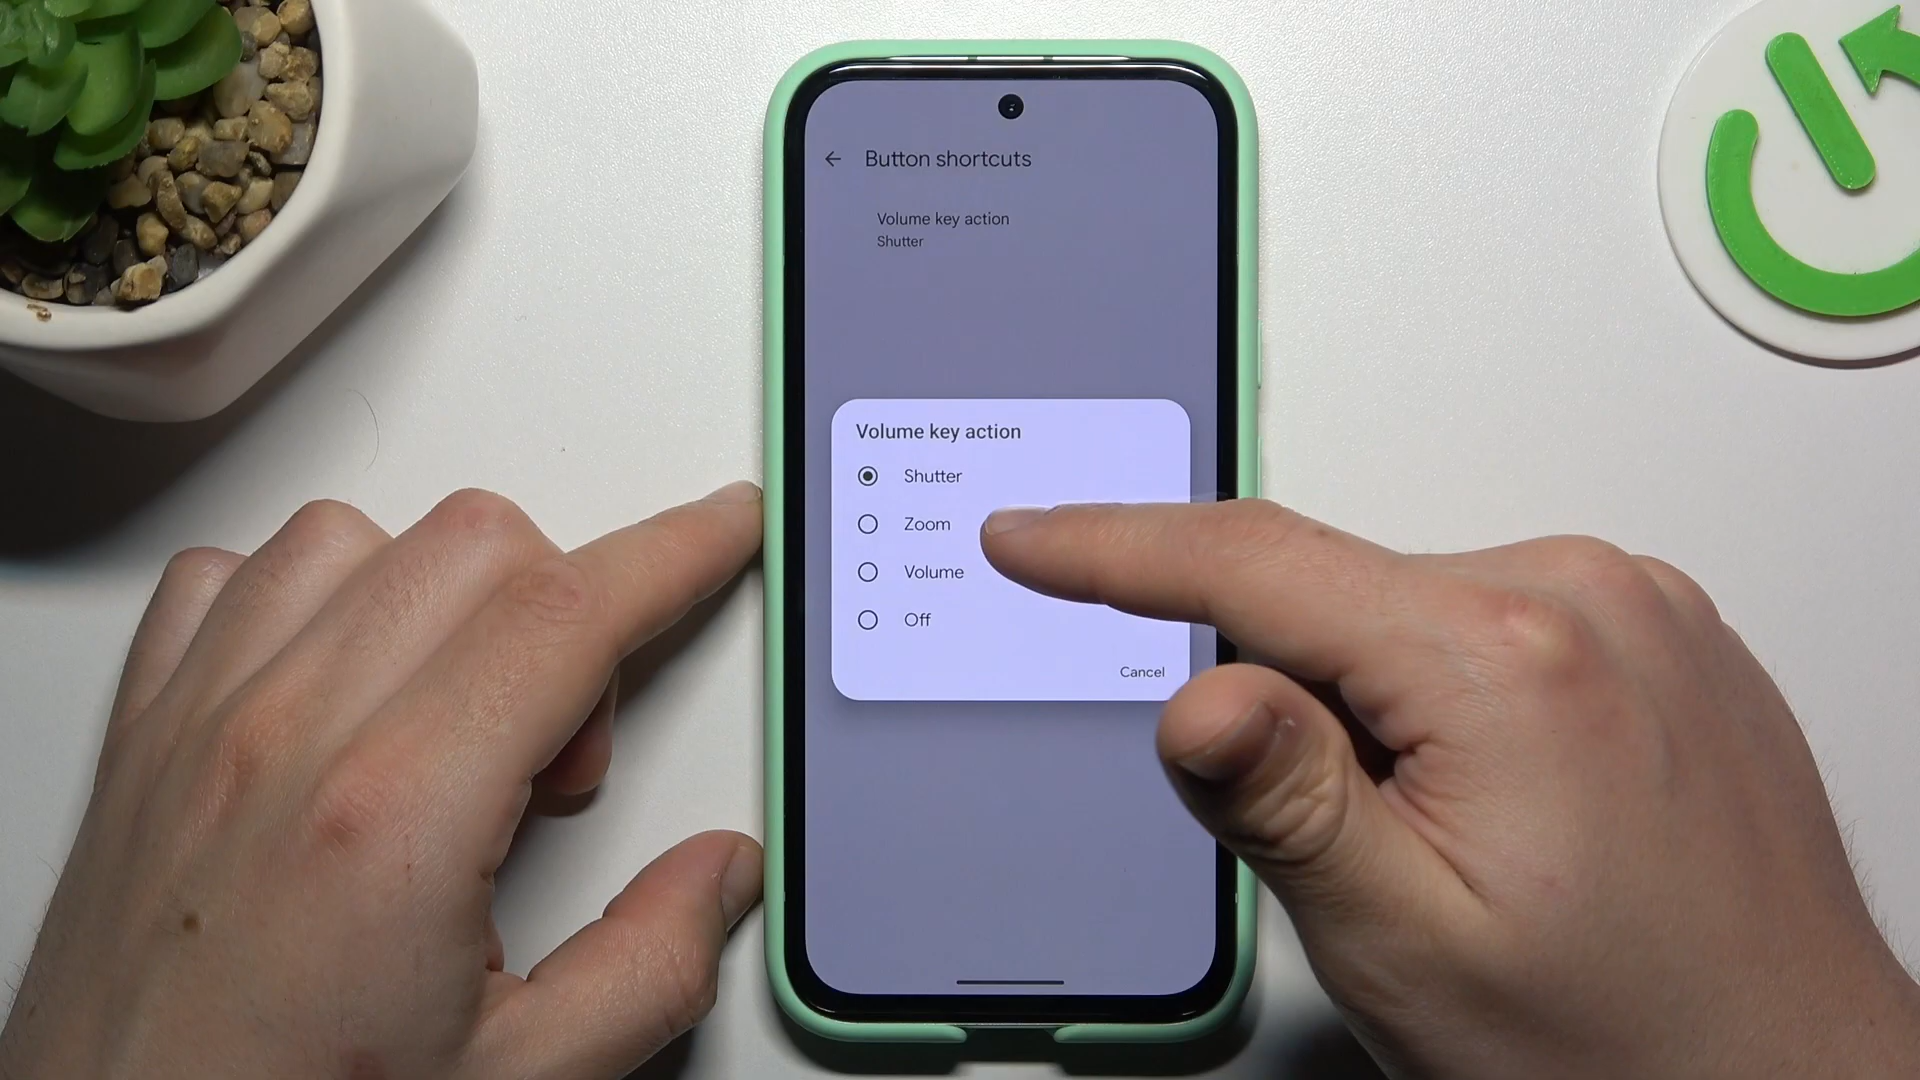 Button shortcuts
Volume key action
Shutter
Volume key action
Shutter
Zoom
Volume
Off
Cancel